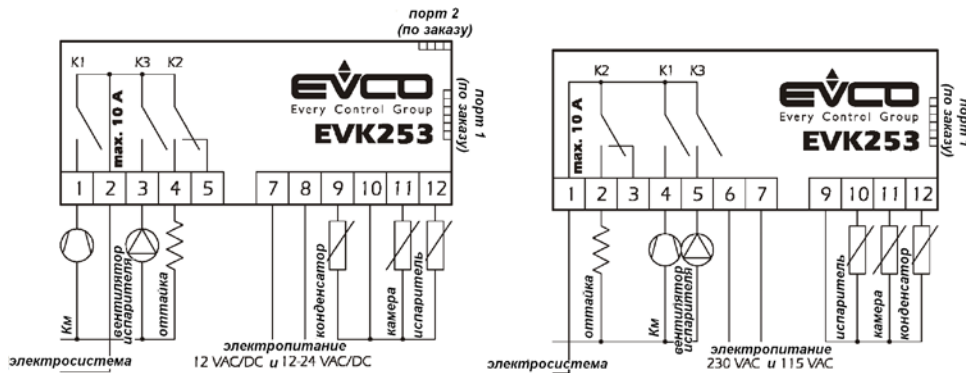 порт 2
(по заказу)
K1 K3 K2
max. 10 A
EVCO
Every Control Group
EVK253
порт 1
(по заказу)
1 2 3 4 5 7 8 9 10 11 12
Км
вентилятор
испарителя
оттайка
конденсатор
камера
испаритель
электросистема
электропитание
12 VAC/DC и 12-24 VAC/DC
K2 K1 K3
max. 10 A
EVCO
Every Control Group
EVK253
порт 1
(по заказу)
1 2 3 4 5 6 7 9 10 11 12
оттайка
Км
вентилятор
испарителя
испаритель
камера
конденсатор
электросистема
электропитание
230 VAC и 115 VAC